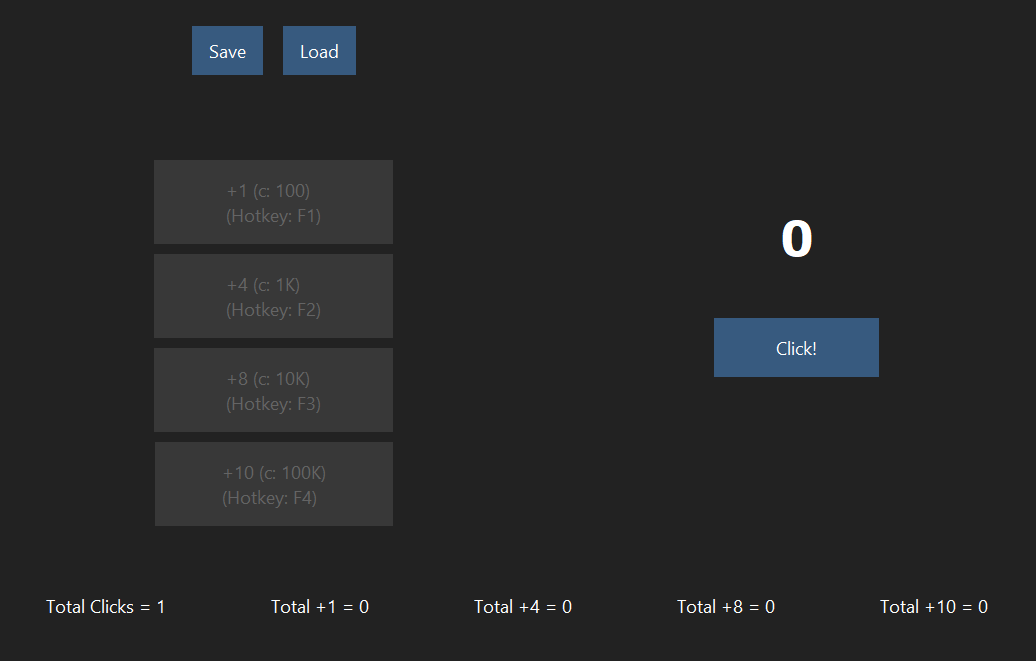 Save
Load
+1 (c: 100)
(Hotkey: F1)
+4 (c: 1K)
(Hotkey: F2)
+8 (c: 10K)
(Hotkey: F3)
+10 (c: 100K)
(Hotkey: F4)
0
Click!
Total Clicks = 1
Total +1 = 0
Total +4 = 0
Total +8 = 0
Total +10 = 0